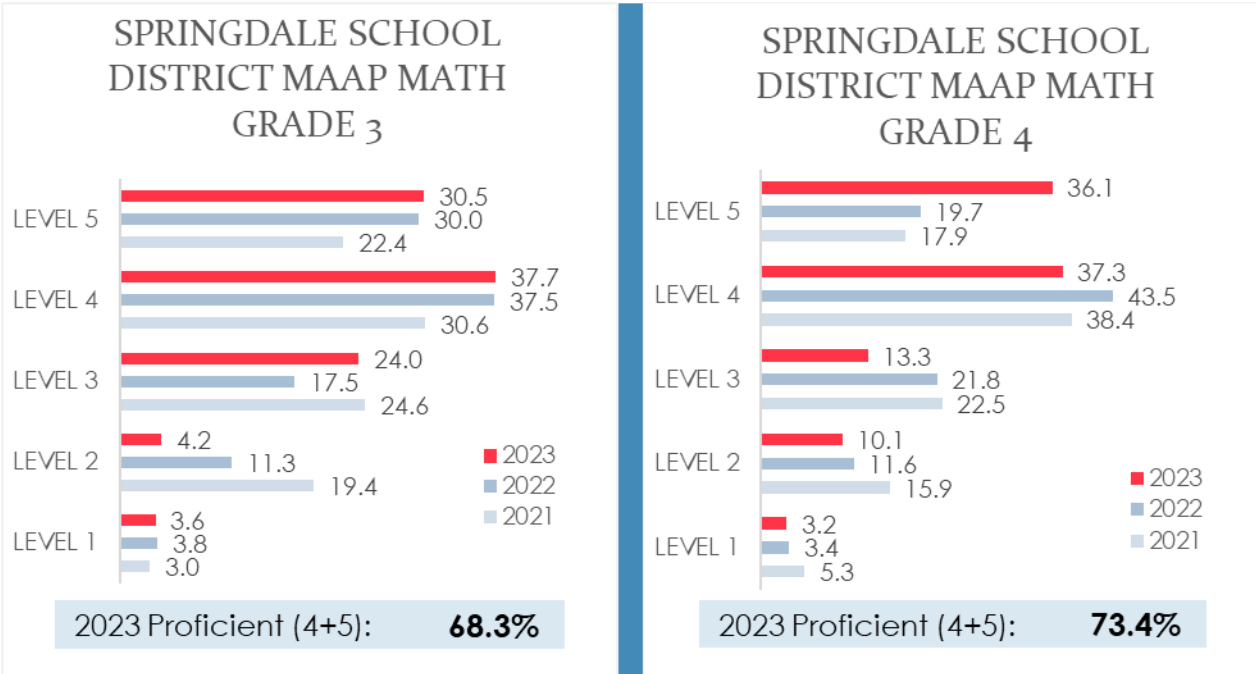 SPRINGDALE SCHOOL
DISTRICT MAAP MATH
GRADE 3
LEVEL 5
30.5
30.0
22.4
LEVEL 4
37.7
37.5
30.6
LEVEL 3
24.0
17.5
24.6
LEVEL 2
4.2
11.3
19.4
LEVEL 1
3.6
3.8
3.0
2023
2022
2021
2023 Proficient (4+5): 68.3%
SPRINGDALE SCHOOL
DISTRICT MAAP MATH
GRADE 4
LEVEL 5
36.1
19.7
17.9
LEVEL 4
37.3
43.5
38.4
LEVEL 3
13.3
21.8
22.5
LEVEL 2
10.1
11.6
15.9
LEVEL 1
3.2
3.4
5.3
2023
2022
2021
2023 Proficient (4+5): 73.4%